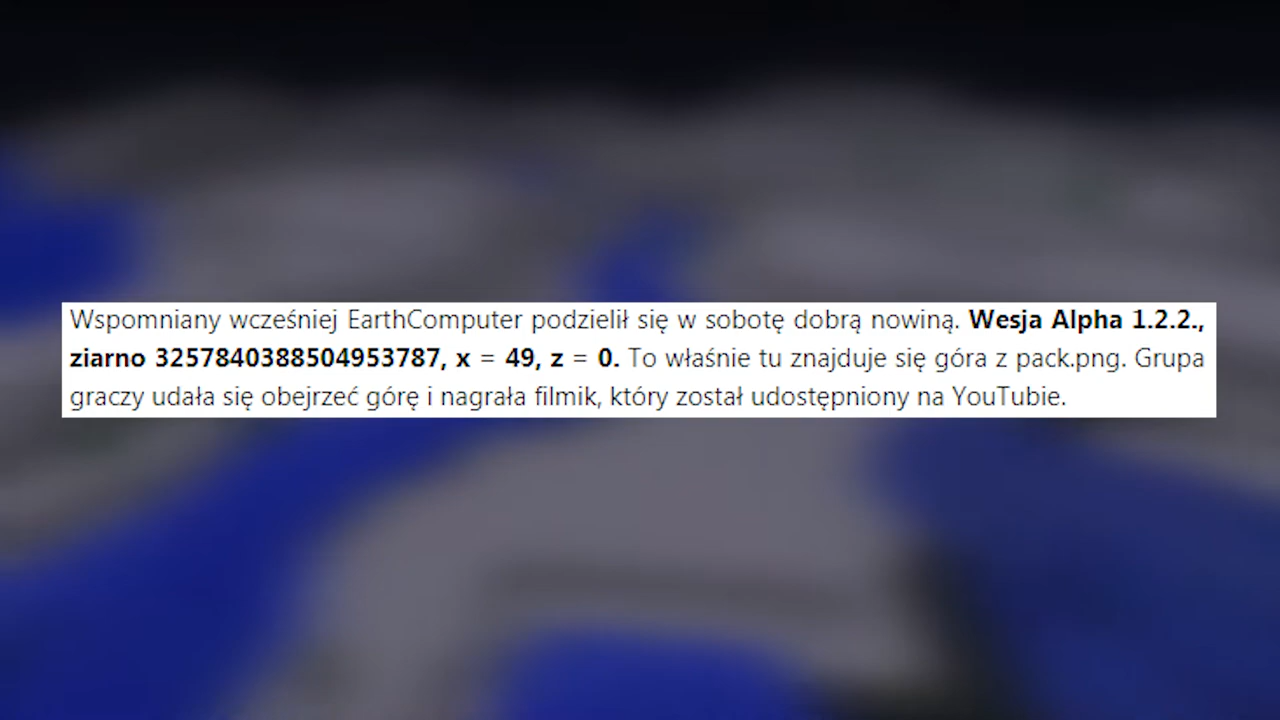 Wspomniany wcześniej EarthComputer podzielił się w sobotę dobrą nowiną. Wesja Alpha 1.2.2.,
ziarno 3257840388504953787, x = 49, z = 0. To właśnie tu znajduje się góra z pack.png. Grupa
graczy udała się obejrzeć górę i nagrała filmik, który został udostępniony na YouTubie.